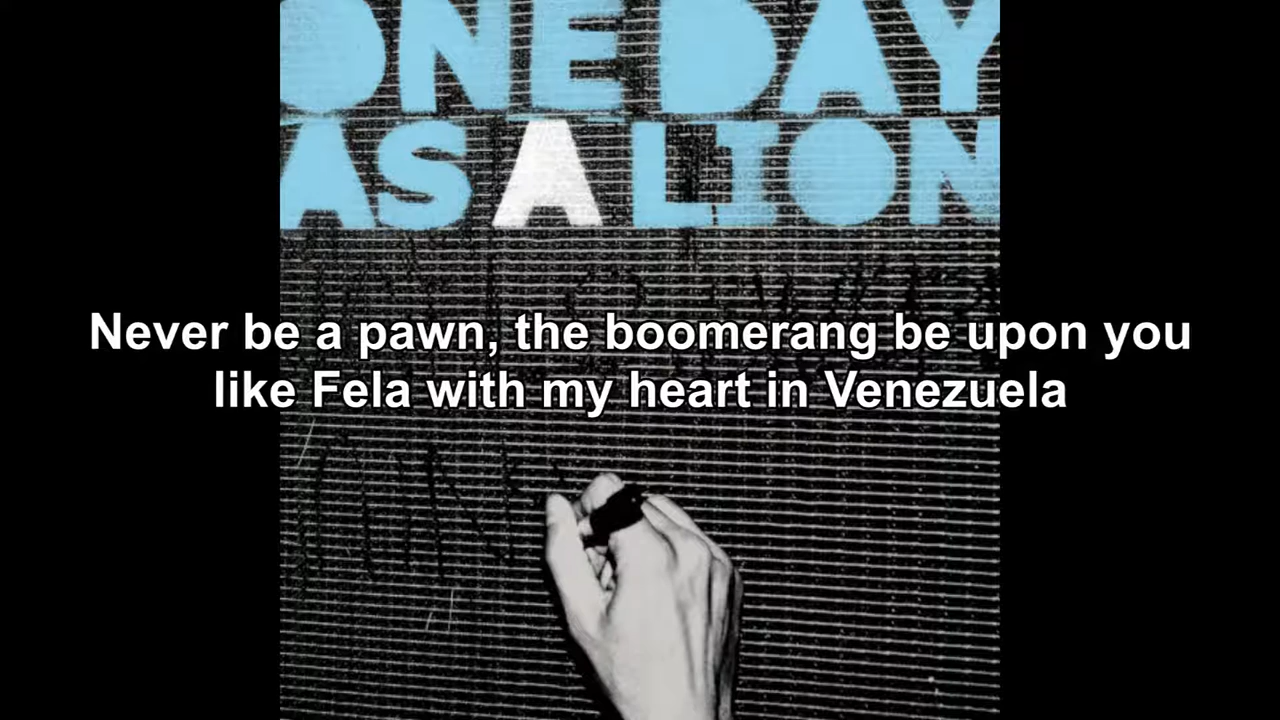 ONE DAY
AS A LION
Never be a pawn, the boomerang be upon you
like Fela with my heart in Venezuela